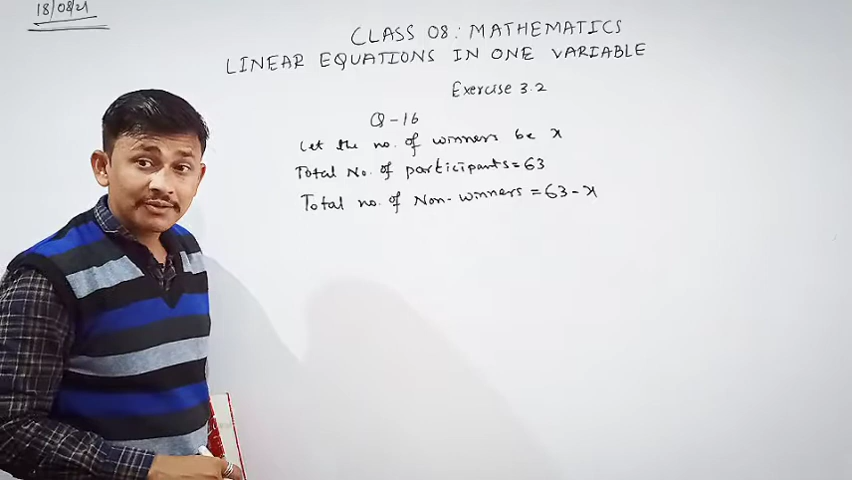 18/08/21
CLASS 08: MATHEMATICS
LINEAR EQUATIONS IN ONE VARIABLE
Exercise 3.2
Q-16
Let the no. of winners be x
Total No. of participants = 63
Total no. of Non-winners = 63-x